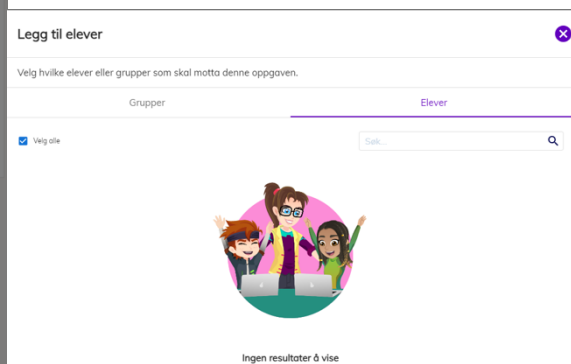 Legg til elever
Velg hvilke elever eller grupper som skal motta denne oppgaven.
Grupper
Elever
Velg alle
Søk...
Ingen resultater å vise